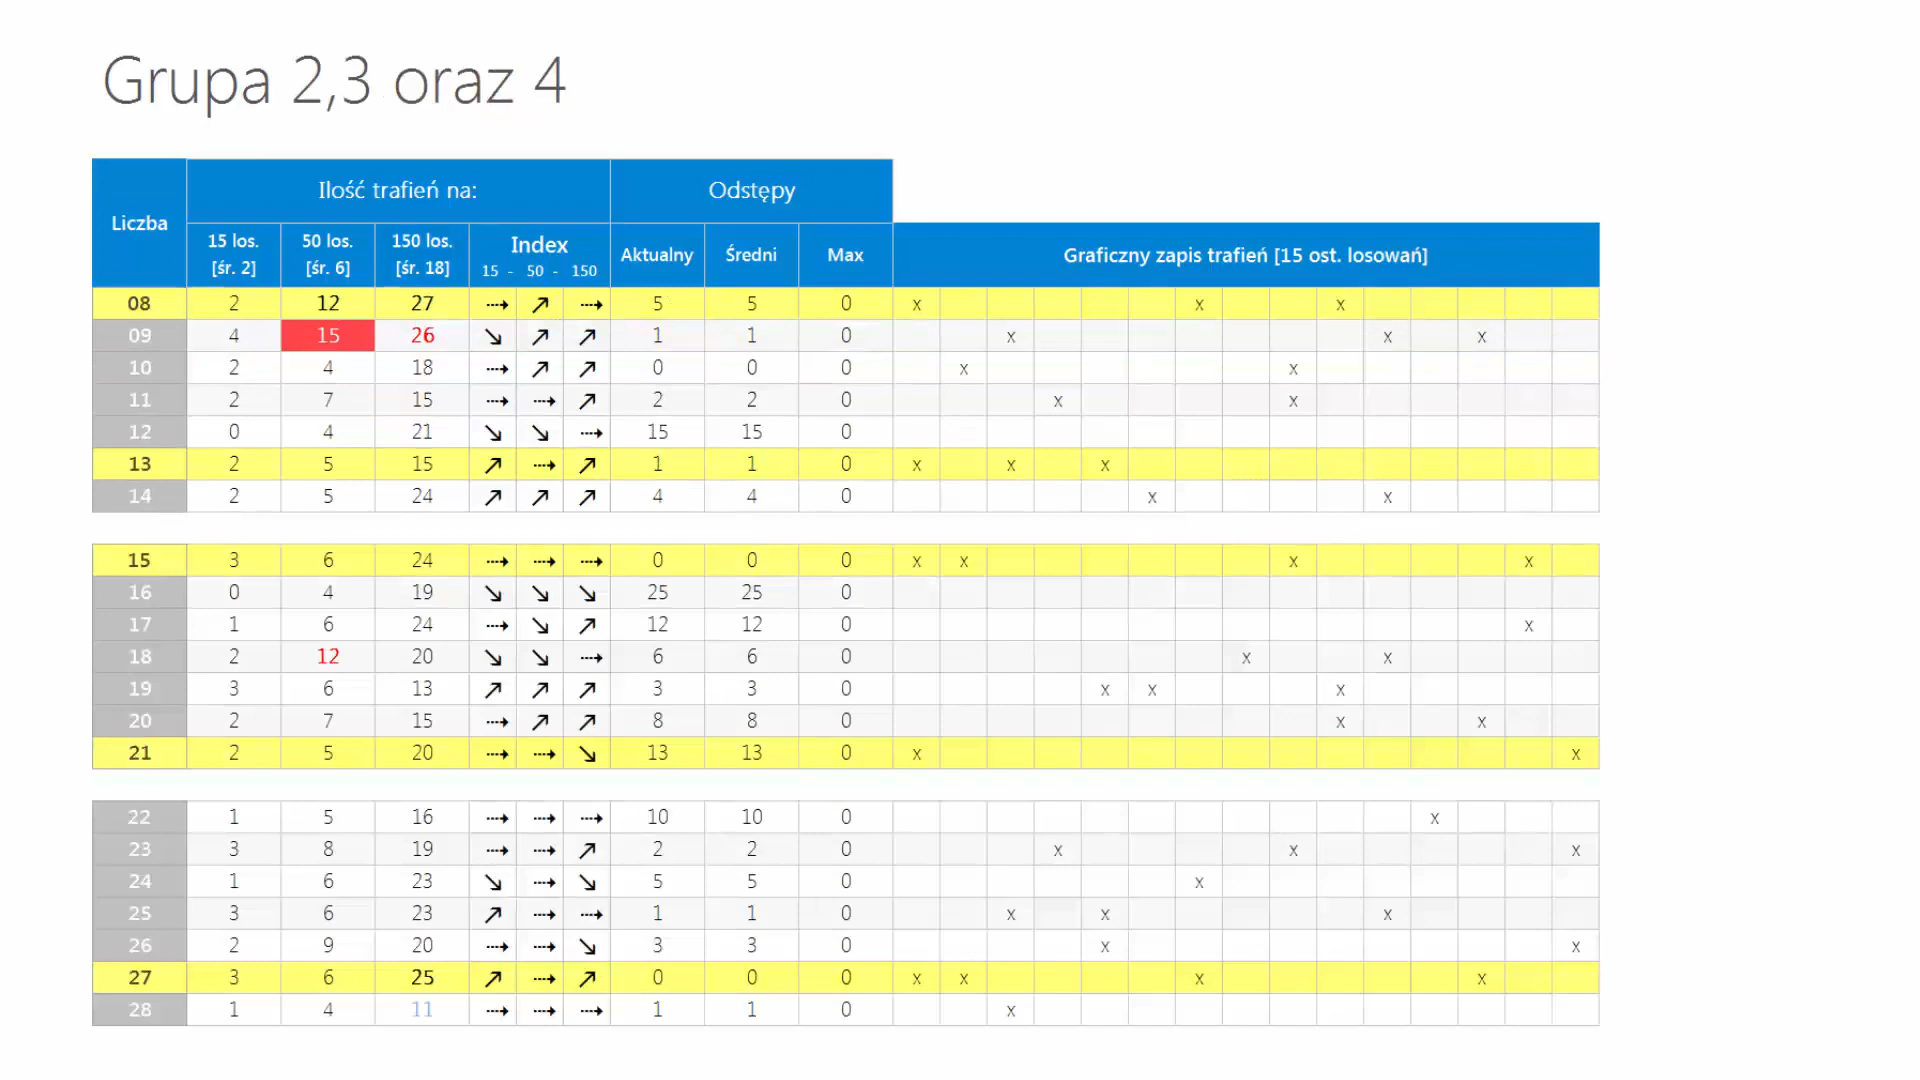 Grupa 2,3 oraz 4
Liczba Ilość trafień na: Odstępy
15 los. [śr. 2] 50 los. [śr. 6] 150 los. [śr. 18] Index 15 - 50 - 150 Aktualny Średni Max Graficzny zapis trafień [15 ost. losowań]
08 2 12 27 ⤏ ↗ ⤏ 5 5 0 x x x
09 4 15 26 ↘ ↗ ↗ 1 1 0 x x x
10 2 4 18 ⤏ ↗ ↗ 0 0 0 x x
11 2 7 15 ⤏ ⤏ ↗ 2 2 0 x x
12 0 4 21 ↘ ↘ ⤏ 15 15 0
13 2 5 15 ↗ ⤏ ↗ 1 1 0 x x x
14 2 5 24 ↗ ↗ ↗ 4 4 0 x x
15 3 6 24 ⤏ ⤏ ⤏ 0 0 0 x x x x
16 0 4 19 ↘ ↘ ↘ 25 25 0
17 1 6 24 ⤏ ↘ ↗ 12 12 0 x
18 2 12 20 ↘ ↘ ⤏ 6 6 0 x x
19 3 6 13 ↗ ↗ ↗ 3 3 0 x x x
20 2 7 15 ⤏ ↗ ↗ 8 8 0 x x
21 2 5 20 ⤏ ⤏ ↘ 13 13 0 x x
22 1 5 16 ⤏ ⤏ ⤏ 10 10 0 x
23 3 8 19 ⤏ ⤏ ↗ 2 2 0 x x x
24 1 6 23 ↘ ⤏ ↘ 5 5 0 x
25 3 6 23 ↗ ⤏ ⤏ 1 1 0 x x x
26 2 9 20 ⤏ ⤏ ↘ 3 3 0 x x
27 3 6 25 ↗ ⤏ ↗ 0 0 0 x x x x
28 1 4 11 ⤏ ⤏ ⤏ 1 1 0 x